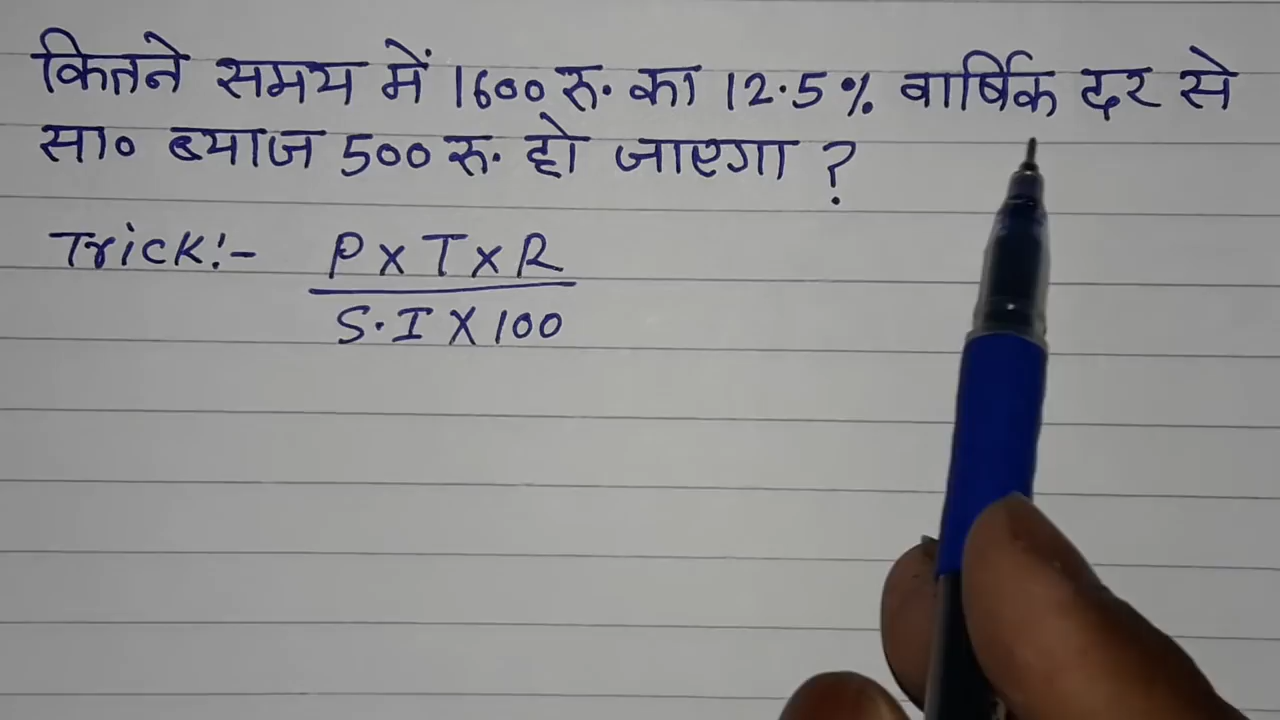 कितने समय में 1600 रु. का 12.5% वार्षिक दर से
सा० ब्याज 500 रु. हो जाएगा ?
Trick:- P x T x R
S.I x 100